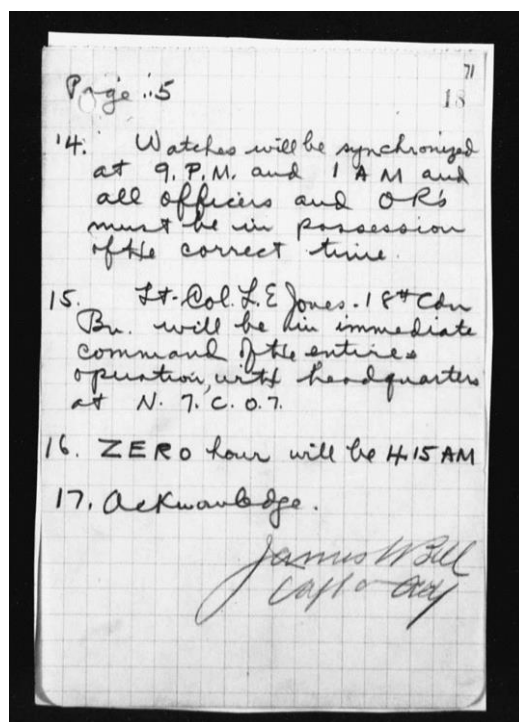 71
18
Page .. 5
14. Watches will be synchronized
at 9. P.M. and 1 AM and
all officers and OR's
must be in possession
of the correct time.
15. Lt-Col. L. E Jones - 18th Cdn
Bn. will be in immediate
command of the entire
operation, with headquarters
at N. 7. C. 0. 7.
16. ZERO hour will be 4.15 AM
17. Acknowledge.
James W Bell
Capt & Adj